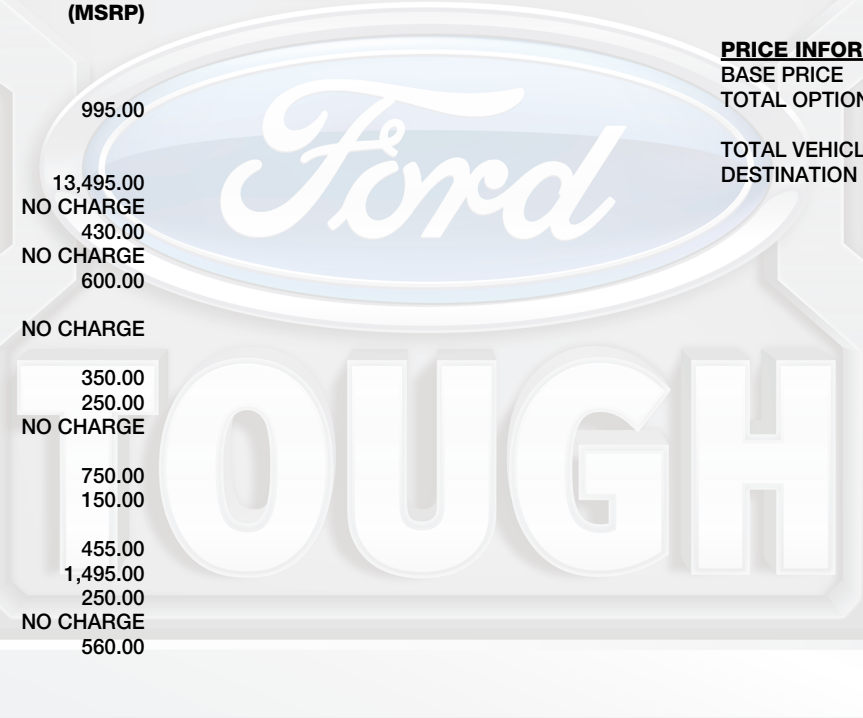 (MSRP)
995.00
13,495.00
NO CHARGE
430.00
NO CHARGE
600.00
NO CHARGE
350.00
250.00
NO CHARGE
750.00
150.00
455.00
1,495.00
250.00
NO CHARGE
560.00
PRICE INFOR
BASE PRICE
TOTAL OPTION
TOTAL VEHICL
DESTINATION
Ford
TOUGH